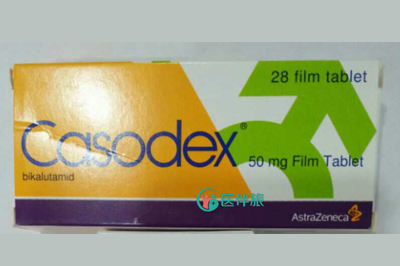 28 film tablet
Casodex®
50 mg Film Tablet
bikalutamid
医伴旅
AstraZeneca